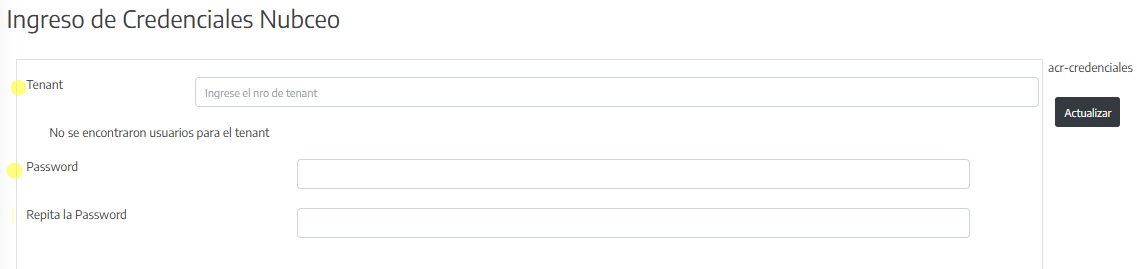 Ingreso de Credenciales Nubceo
acr-credenciales
Tenant
Ingrese el nro de tenant
Actualizar
No se encontraron usuarios para el tenant
Password
Repita la Password